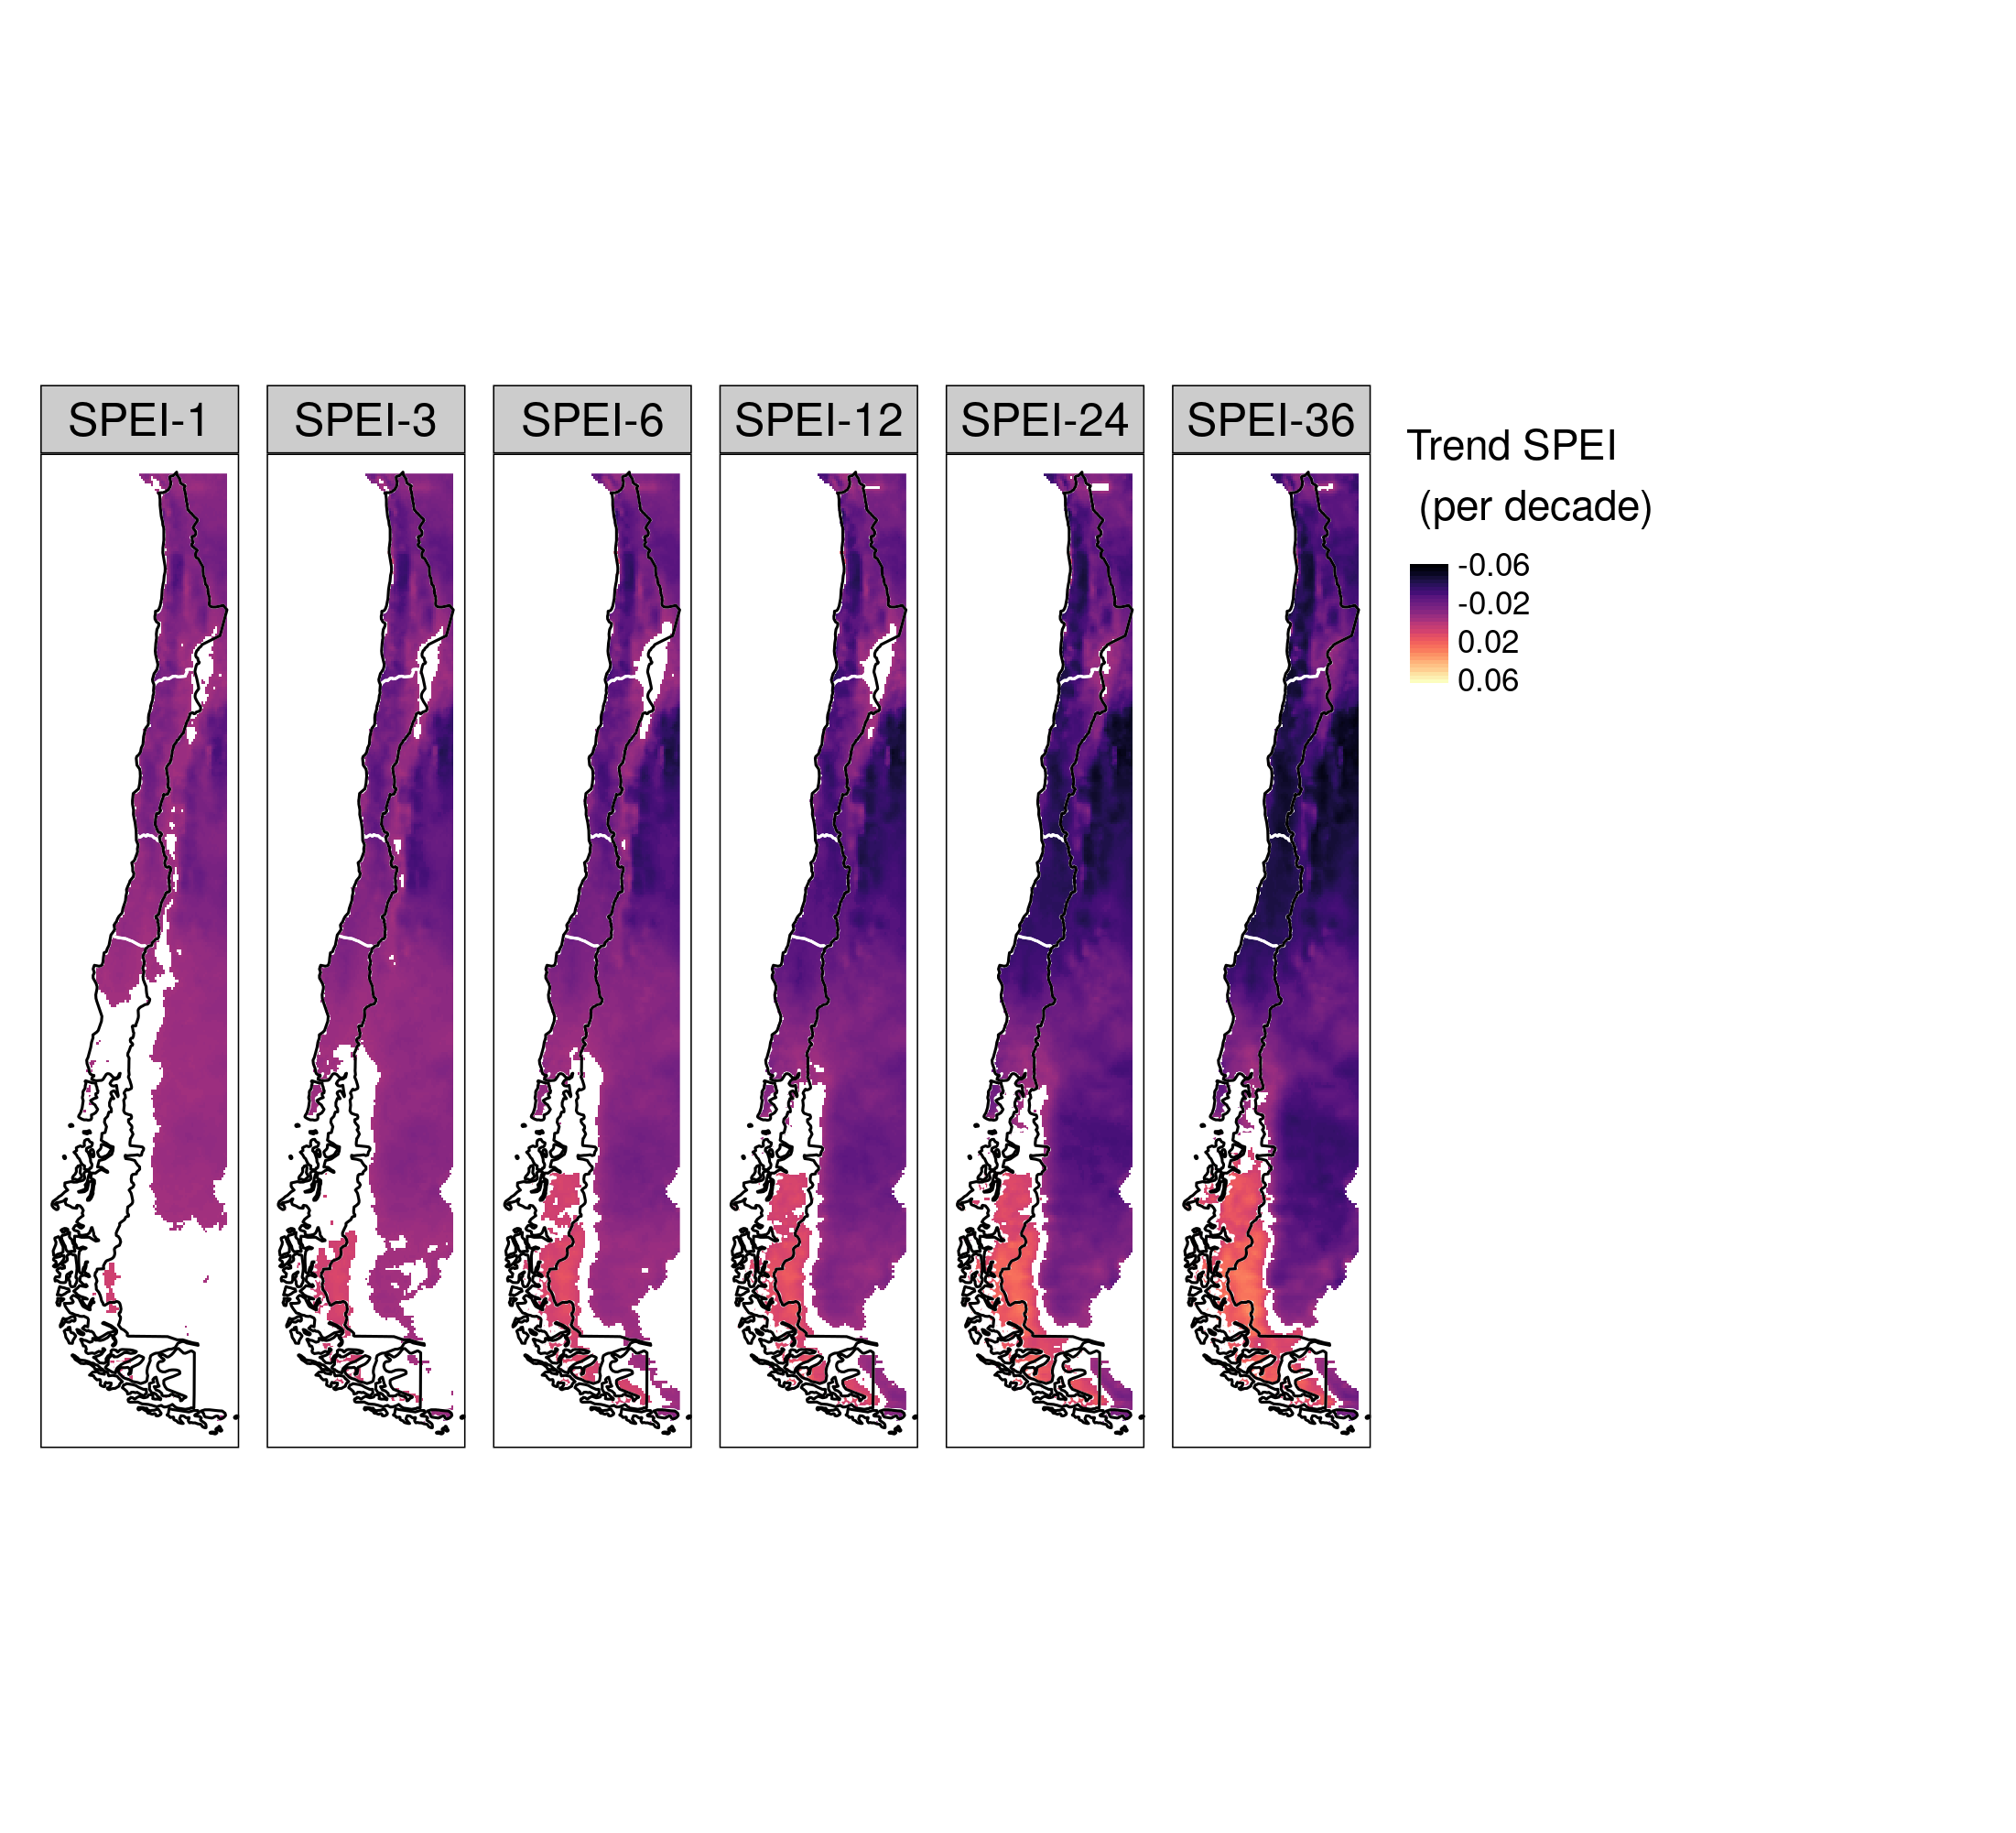 SPEI-1
SPEI-3
SPEI-6
SPEI-12
SPEI-24
SPEI-36
Trend SPEI
(per decade)
-0.06
-0.02
0.02
0.06